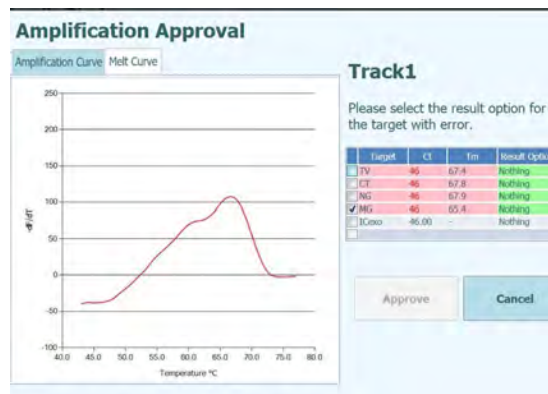 Amplification Approval
Amplification Curve Melt Curve
250
200
150
100
50
0
-50
-100
-dF/dT
40.0 45.0 50.0 55.0 60.0 65.0 70.0 75.0 80.0
Temperature °C
Track1
Please select the result option for
the target with error.
Target Ct Tm Result Optio
TV 46 67.4 Nothing
CT 46 67.8 Nothing
NG 46 67.9 Nothing
MG 46 65.4 Nothing
46.00 - Nothing
Approve Cancel